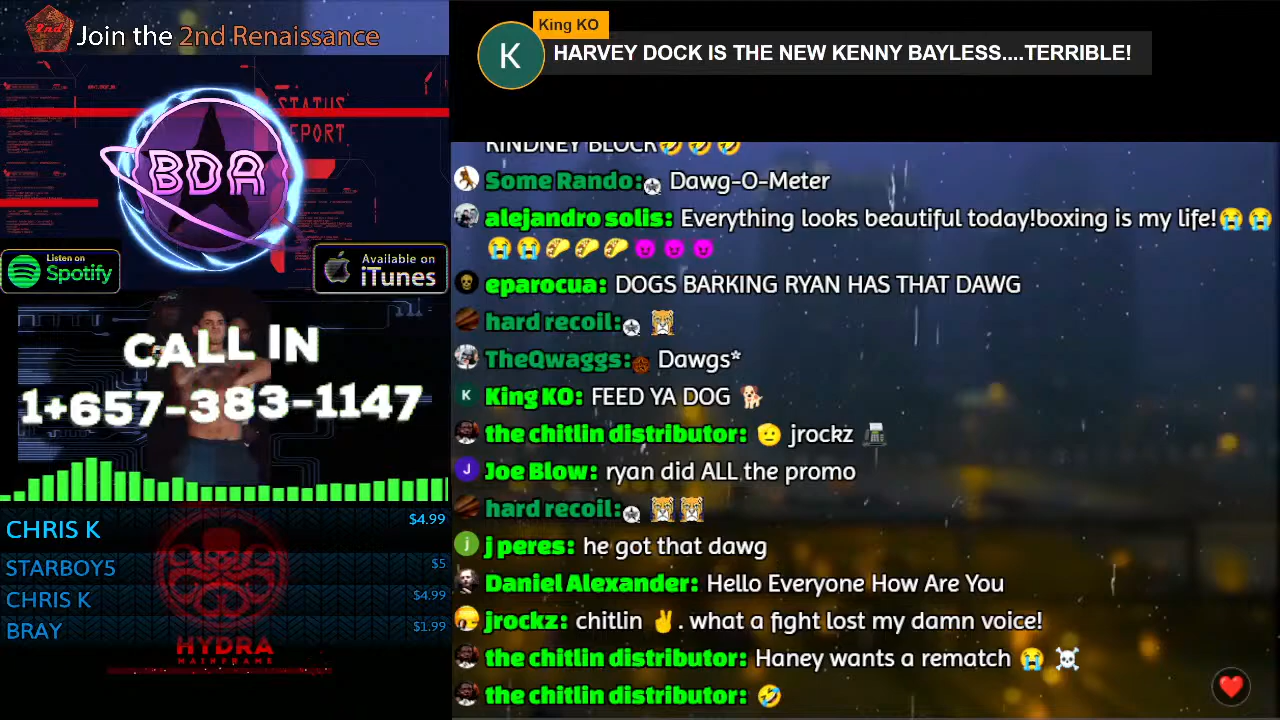 2nd
Join the 2nd Renaissance
STATUS
REPORT
BDA
Listen on
Spotify
Available on
iTunes
CALL IN
1+657-383-1147
CHRIS K $4.99
STARBOY5 $5
CHRIS K $4.99
BRAY $1.99
HYDRA
MAINFRAME
King KO
K
HARVEY DOCK IS THE NEW KENNY BAYLESS....TERRIBLE!
RINDNEY BLOCK🤣🤣🤣
Some Rando: Dawg-O-Meter
alejandro solis: Everything looks beautiful today!boxing is my life!😭😭
😭😭🌮🌮🌮😈😈😈
eparocua: DOGS BARKING RYAN HAS THAT DAWG
hard recoil: 🐯
TheQwaggs: Dawgs*
K King KO: FEED YA DOG 🐕
the chitlin distributor: 🫡 jrockz 📠
J Joe Blow: ryan did ALL the promo
hard recoil: 🐯🐯
j j peres: he got that dawg
Daniel Alexander: Hello Everyone How Are You
jrockz: chitlin ✌. what a fight lost my damn voice!
the chitlin distributor: Haney wants a rematch 😭 ☠
the chitlin distributor: 🤣